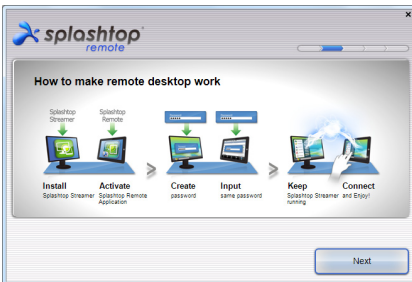 ×
splashtop
remote
How to make remote desktop work
Splashtop Streamer
Splashtop Remote
Install
Splashtop Streamer
Activate
Splashtop Remote Application
>
Create
password
Input
same password
>
Keep
Splashtop Streamer running
Connect
and Enjoy!
Next